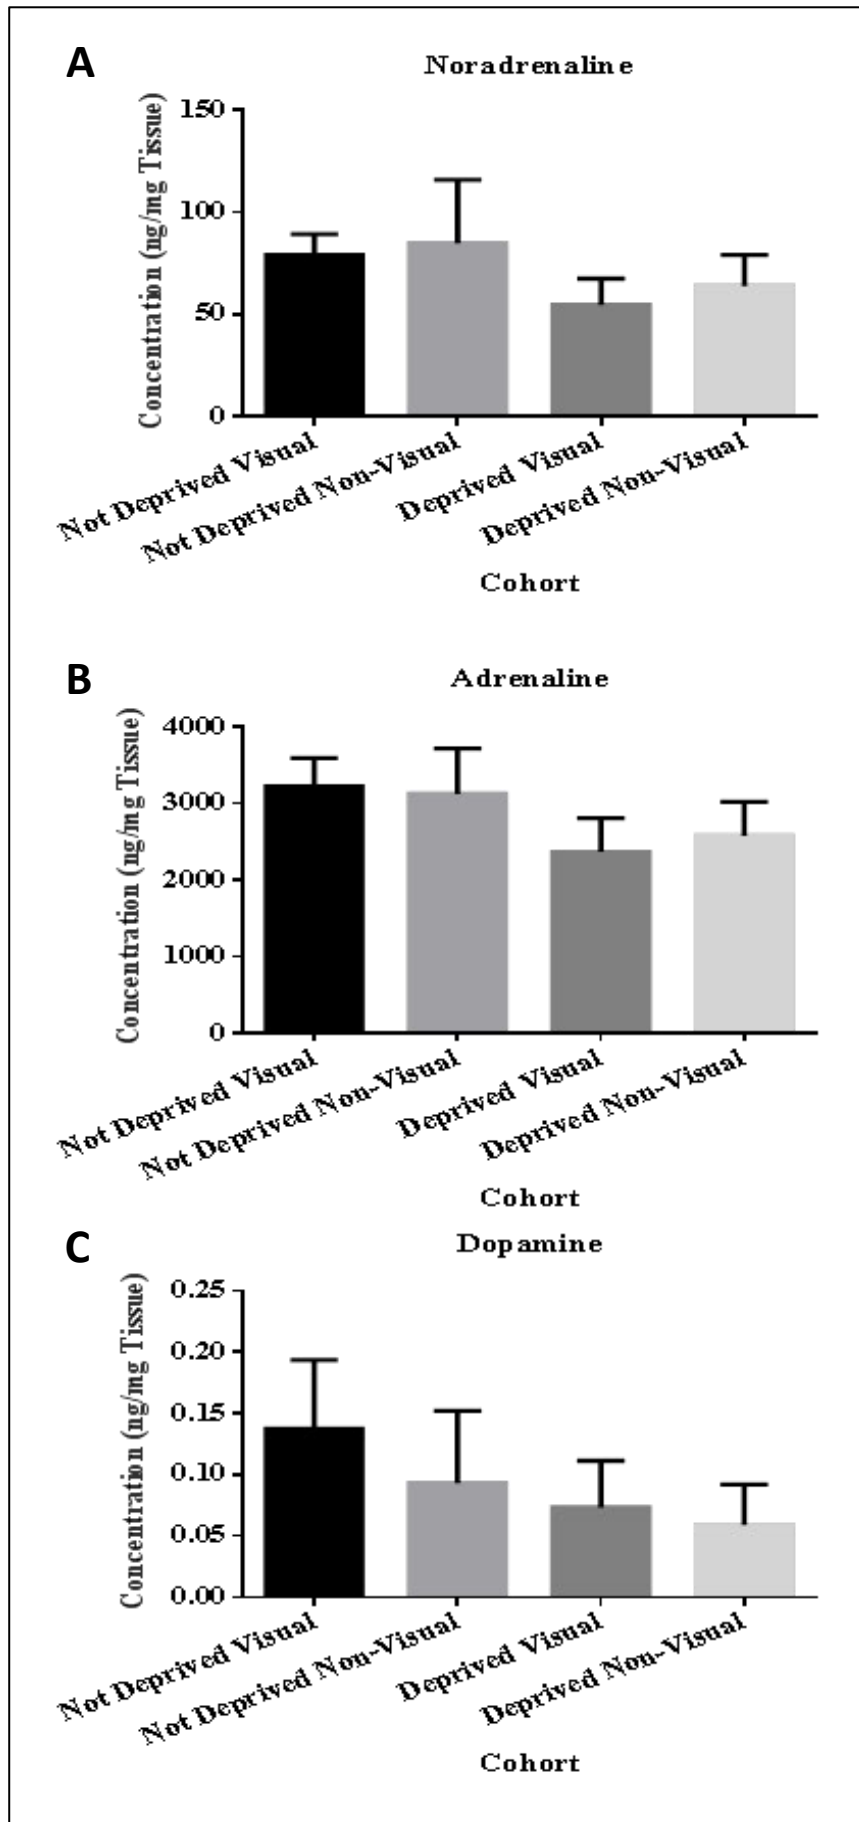 A
Noradrenaline
Concentration (ng/mg Tissue)
150
100
50
0
Not Deprived Visual
Not Deprived Non-Visual
Deprived Visual
Deprived Non-Visual
Cohort
B
Adrenaline
Concentration (ng/mg Tissue)
4000
3000
2000
1000
0
Not Deprived Visual
Not Deprived Non-Visual
Deprived Visual
Deprived Non-Visual
Cohort
C
Dopamine
Concentration (ng/mg Tissue)
0.25
0.20
0.15
0.10
0.05
0.00
Not Deprived Visual
Not Deprived Non-Visual
Deprived Visual
Deprived Non-Visual
Cohort